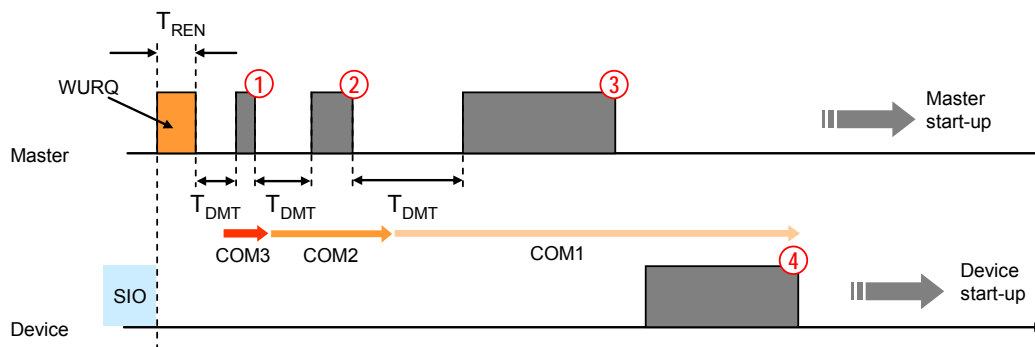 TREN
WURQ
1
2
3
Master
start-up
Master
TDMT
TDMT
TDMT
COM3
COM2
COM1
4
SIO
Device
start-up
Device